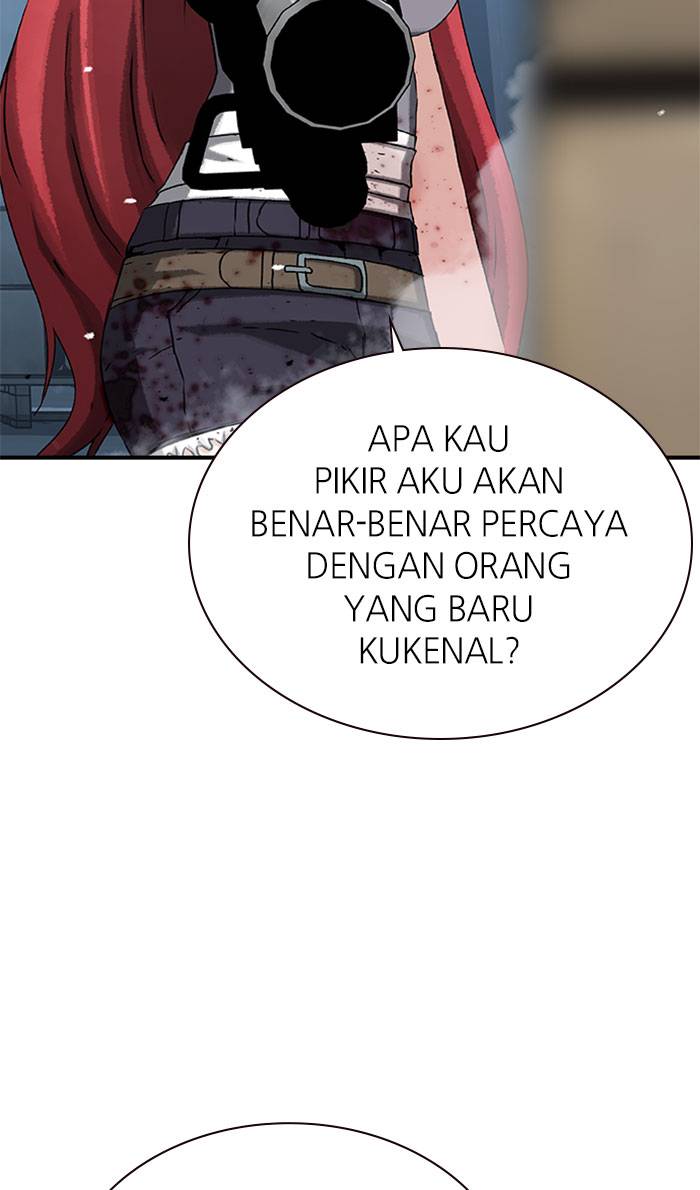 APA KAU
PIKIR AKU AKAN
BENAR-BENAR PERCAYA
DENGAN ORANG
YANG BARU
KUKENAL?